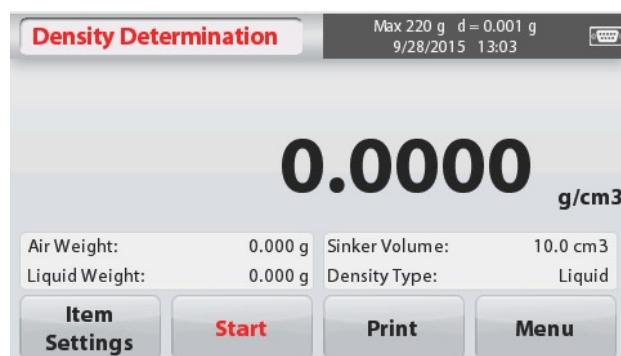 Density Determination
Max 220 g d = 0.001 g
9/28/2015 13:03
0.0000
g/cm3
Air Weight: 0.000 g Sinker Volume: 10.0 cm3
Liquid Weight: 0.000 g Density Type: Liquid
Item
Settings
Start
Print
Menu